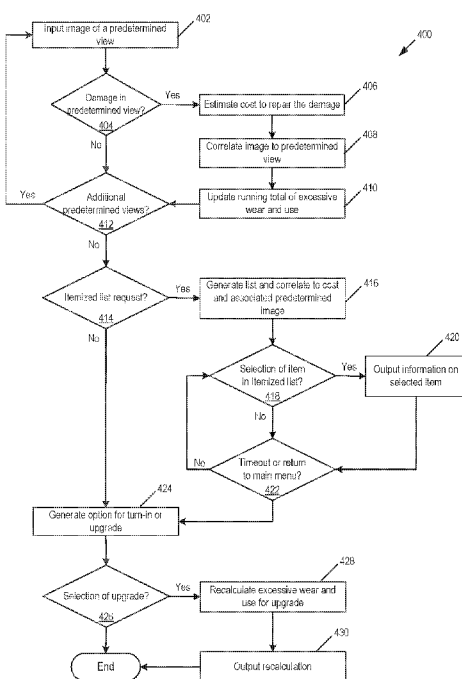 402
Input image of a predetermined
view
400
Damage in
predetermined view?
404
Yes
No
Estimate cost to repair the damage
406
Correlate image to predetermined
view
408
Update running total of excessive
wear and use
410
Additional
predetermined views?
412
Yes
No
Itemized list request?
414
Yes
No
Generate list and correlate to cost
and associated predetermined
image
416
Selection of item
in itemized list?
418
Yes
No
420
Output information on
selected item
Timeout or return
to main menu?
422
No
Yes
424
Generate option for turn-in or
upgrade
Selection of upgrade?
426
Yes
No
428
Recalculate excessive wear and
use for upgrade
430
Output recalculation
End